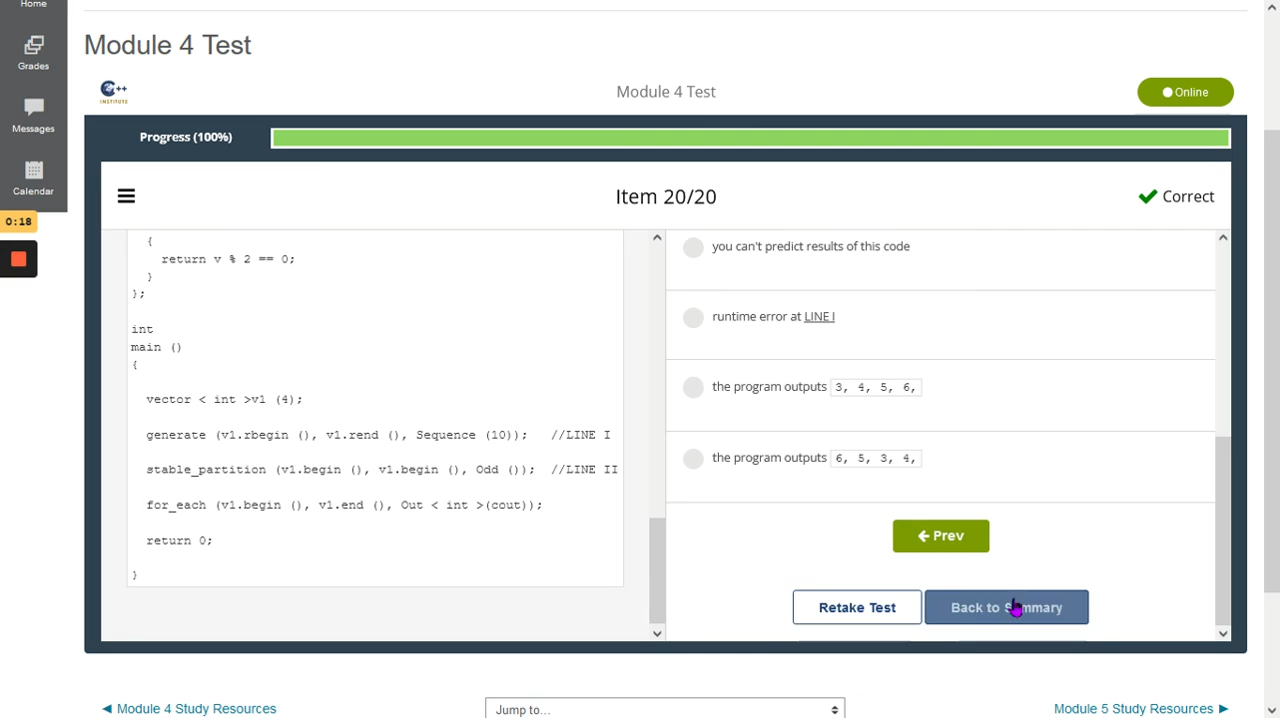 Home
Grades
Messages
Calendar
0:18
Module 4 Test
C++
INSTITUTE
Module 4 Test
Online
Progress (100%)
Item 20/20
Correct
{
return v % 2 == 0;
}
};
int
main ()
{
vector < int >v1 (4);
generate (v1.rbegin (), v1.rend (), Sequence (10)); //LINE I
stable_partition (v1.begin (), v1.begin (), Odd ()); //LINE II
for_each (v1.begin (), v1.end (), Out < int >(cout));
return 0;
}
you can't predict results of this code
runtime error at LINE I
the program outputs 3, 4, 5, 6,
the program outputs 6, 5, 3, 4,
← Prev
Retake Test
Back to Summary
◀ Module 4 Study Resources
Jump to...
Module 5 Study Resources ▶